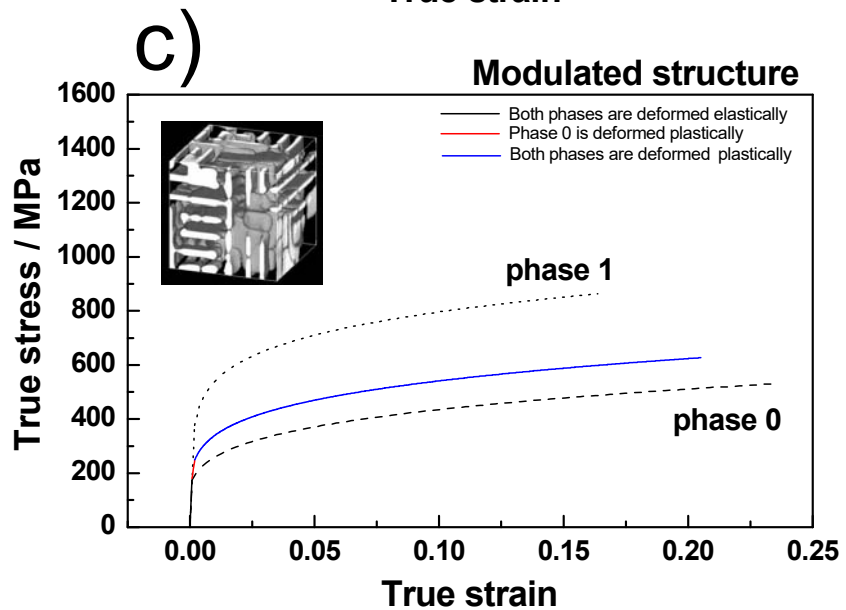 True strain
c)
Modulated structure
1600
1400
1200
1000
800
600
400
200
0
True stress / MPa
Both phases are deformed elastically
Phase 0 is deformed plastically
Both phases are deformed plastically
phase 1
phase 0
0.00 0.05 0.10 0.15 0.20 0.25
True strain